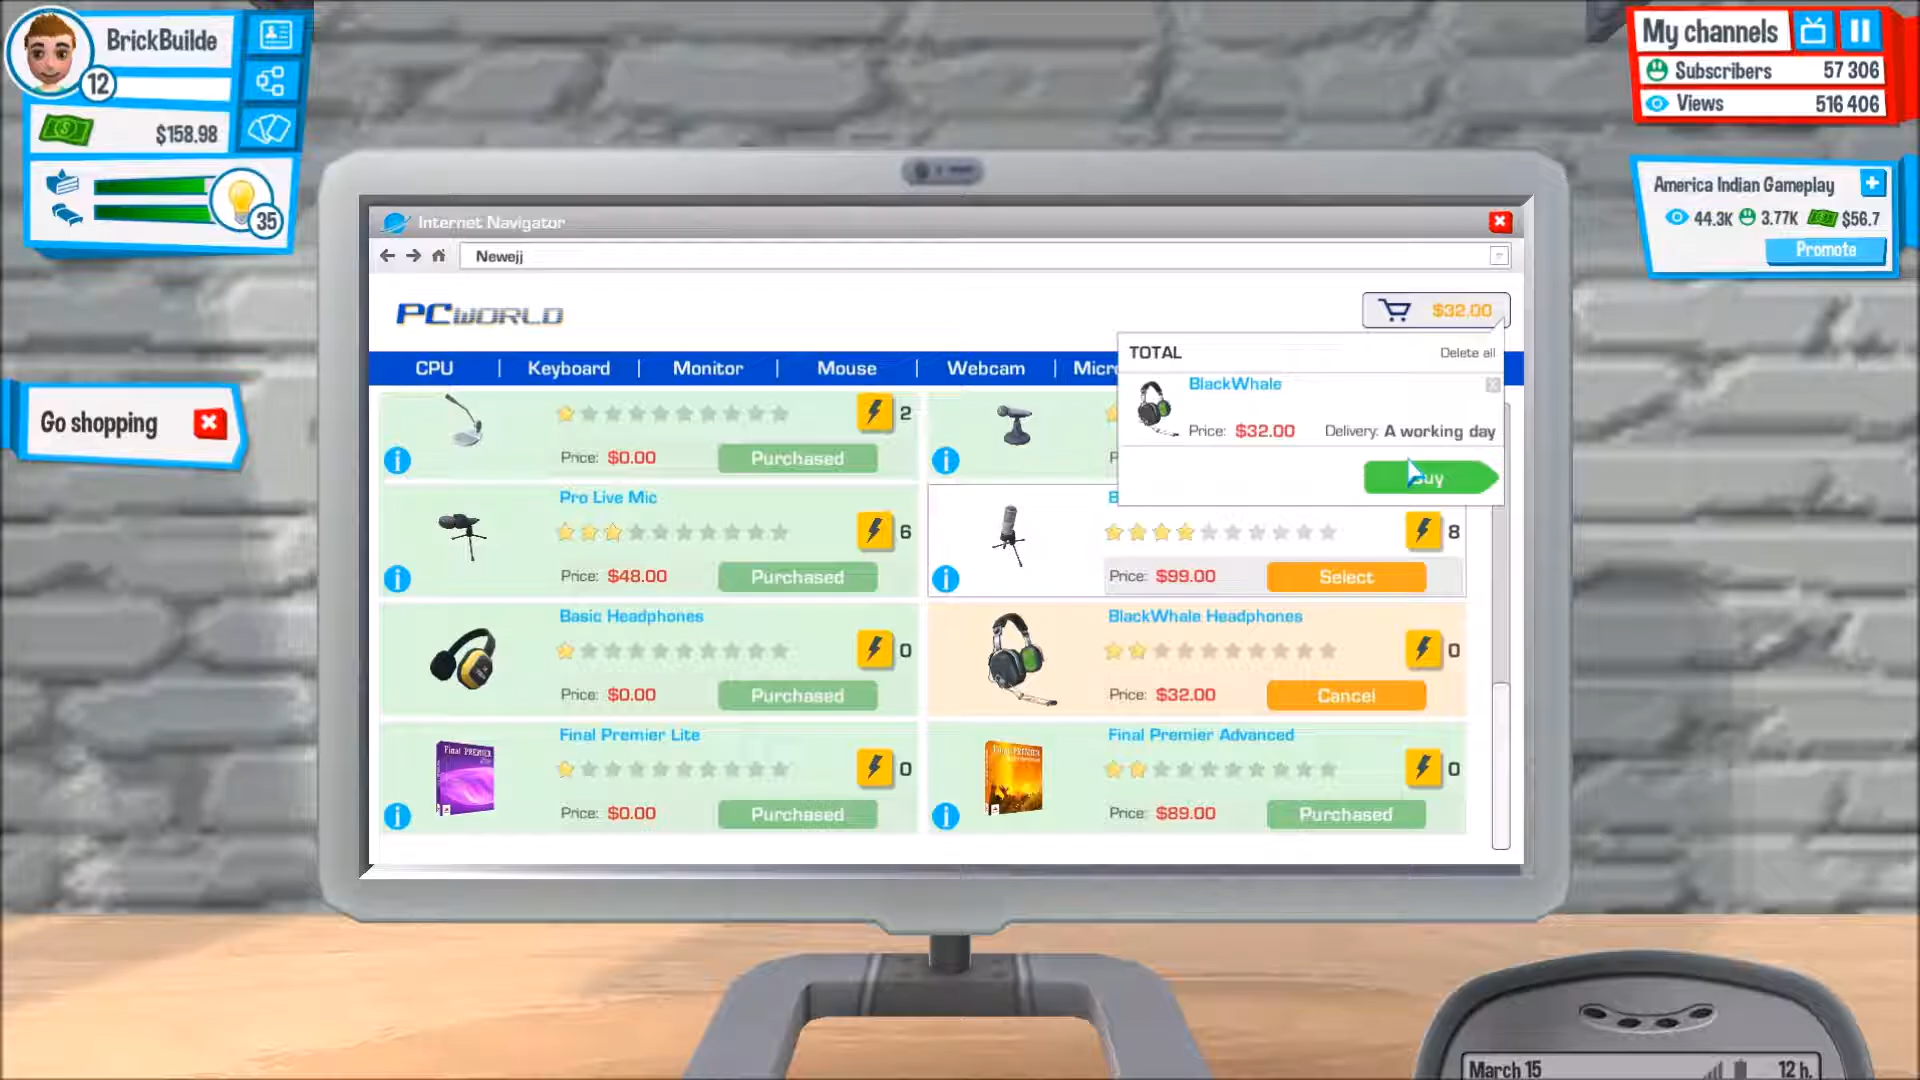 BrickBuilde
12
$158.98
35
Go shopping
My channels
Subscribers 57 306
Views 516 406
America Indian Gameplay
44.3K 3.77K $56.7
Promote
Internet Navigator
Newejj
PCWORLD
$32.00
CPU | Keyboard | Monitor | Mouse | Webcam |
TOTAL Delete all
BlackWhale
Price: $32.00 Delivery: A working day
2
Price: $0.00 Purchased
Pro Live Mic
6
Price: $48.00 Purchased
8
Price: $99.00 Select
Basic Headphones
0
Price: $0.00 Purchased
BlackWhale Headphones
0
Price: $32.00 Cancel
Final Premier Lite
Final PREMIER
0
Price: $0.00 Purchased
Final Premier Advanced
0
Price: $89.00 Purchased
March 15 12 h.